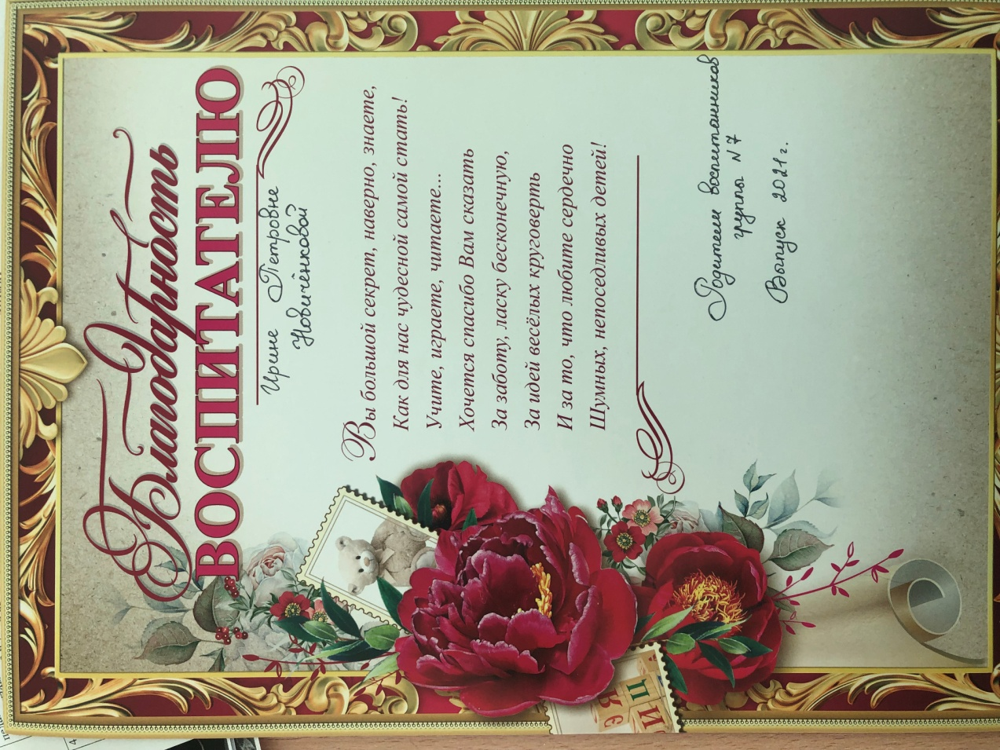 Благодарность
ВОСПИТАТЕЛЮ
Ирине Петровне
Новичёнковой
Вы большой секрет, наверно, знаете,
Как для нас чудесной самой стать!
Учите, играете, читаете...
Хочется спасибо Вам сказать
За заботу, ласку бесконечную,
За идей весёлых круговерть
И за то, что любите сердечно
Шумных, непоседливых детей!
Родители воспитанников
группы №7
Выпуск 2021г.